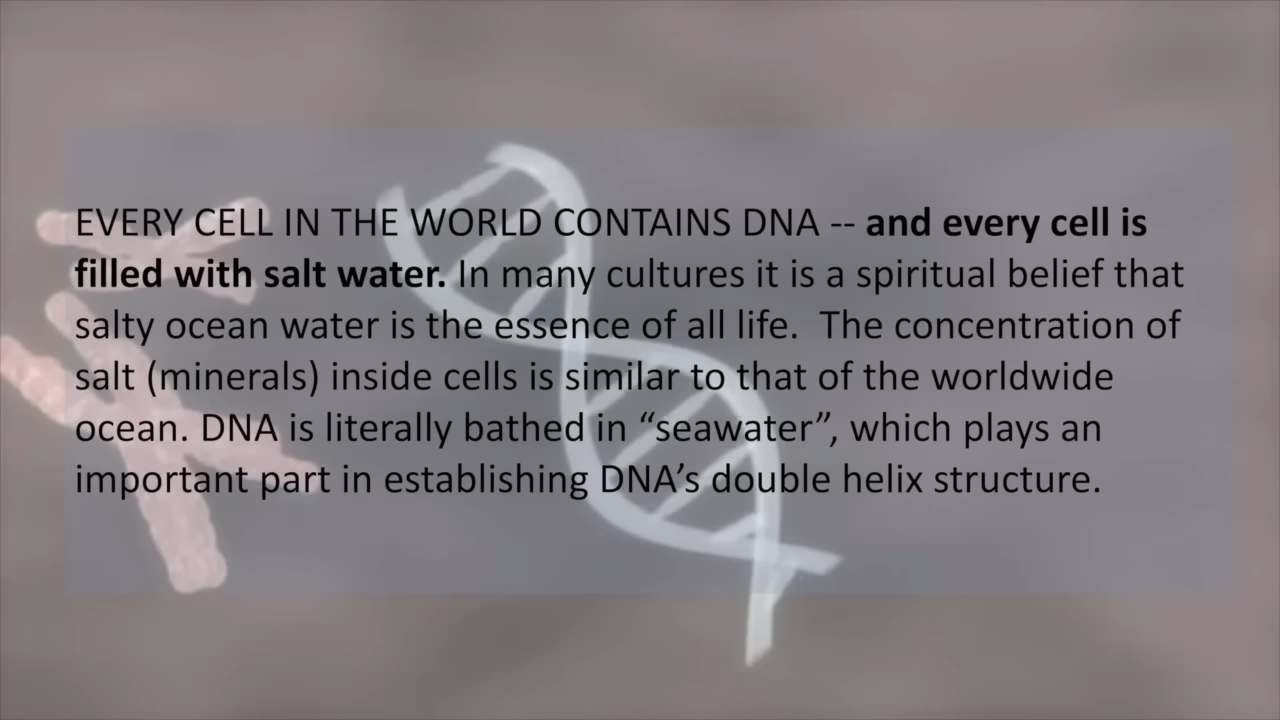 EVERY CELL IN THE WORLD CONTAINS DNA -- and every cell is
filled with salt water. In many cultures it is a spiritual belief that
salty ocean water is the essence of all life.  The concentration of
salt (minerals) inside cells is similar to that of the worldwide
ocean. DNA is literally bathed in “seawater”, which plays an
important part in establishing DNA’s double helix structure.